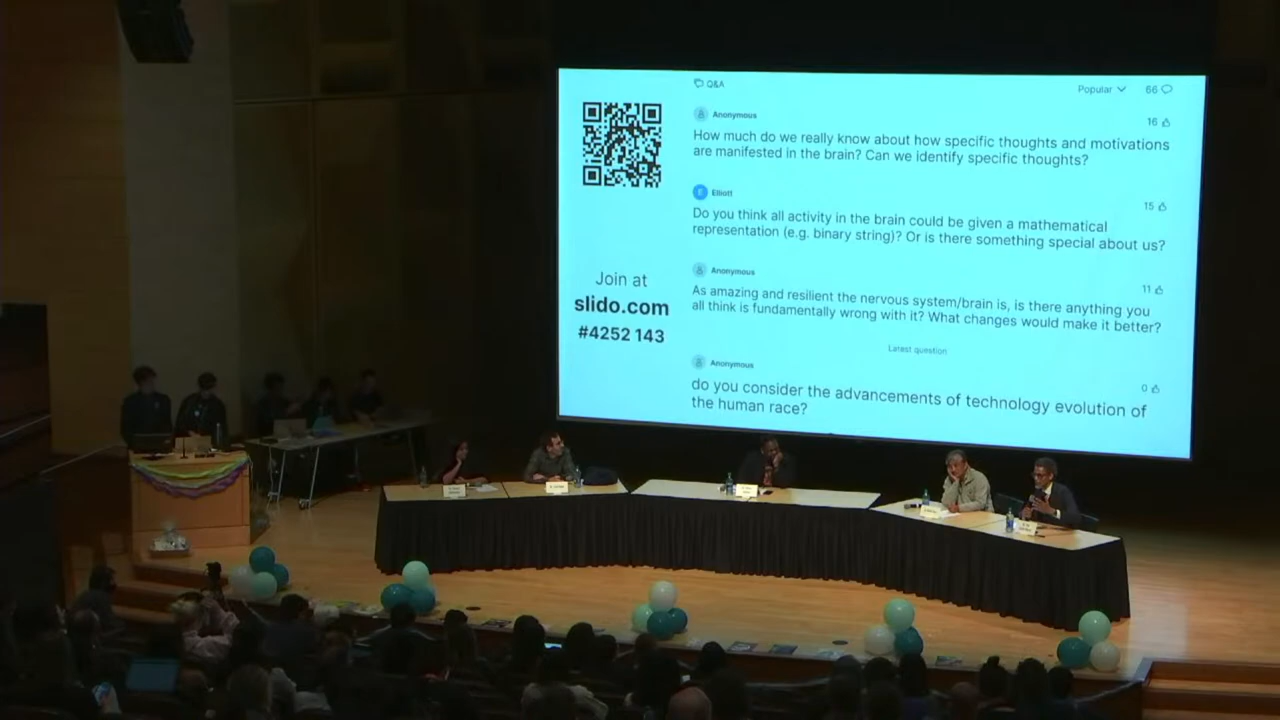 Q&A
Popular
66
Anonymous
16
How much do we really know about how specific thoughts and motivations
are manifested in the brain? Can we identify specific thoughts?
E
Elliott
15
Do you think all activity in the brain could be given a mathematical
representation (e.g. binary string)? Or is there something special about us?
Anonymous
11
As amazing and resilient the nervous system/brain is, is there anything you
all think is fundamentally wrong with it? What changes would make it better?
Latest question
Anonymous
0
do you consider the advancements of technology evolution of
the human race?
Join at
slido.com
#4252 143